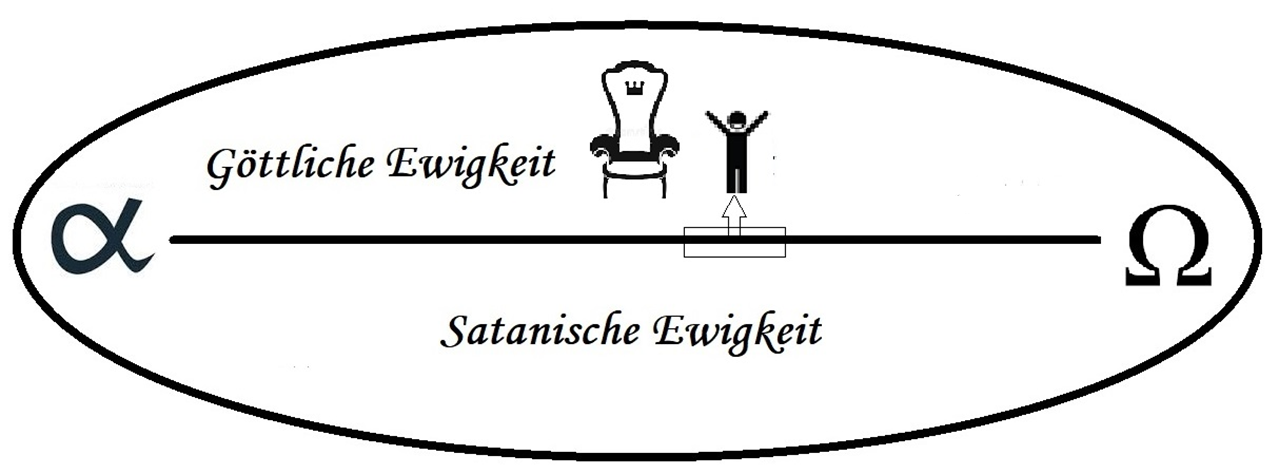 Göttliche Ewigkeit
α
Ω
Satanische Ewigkeit